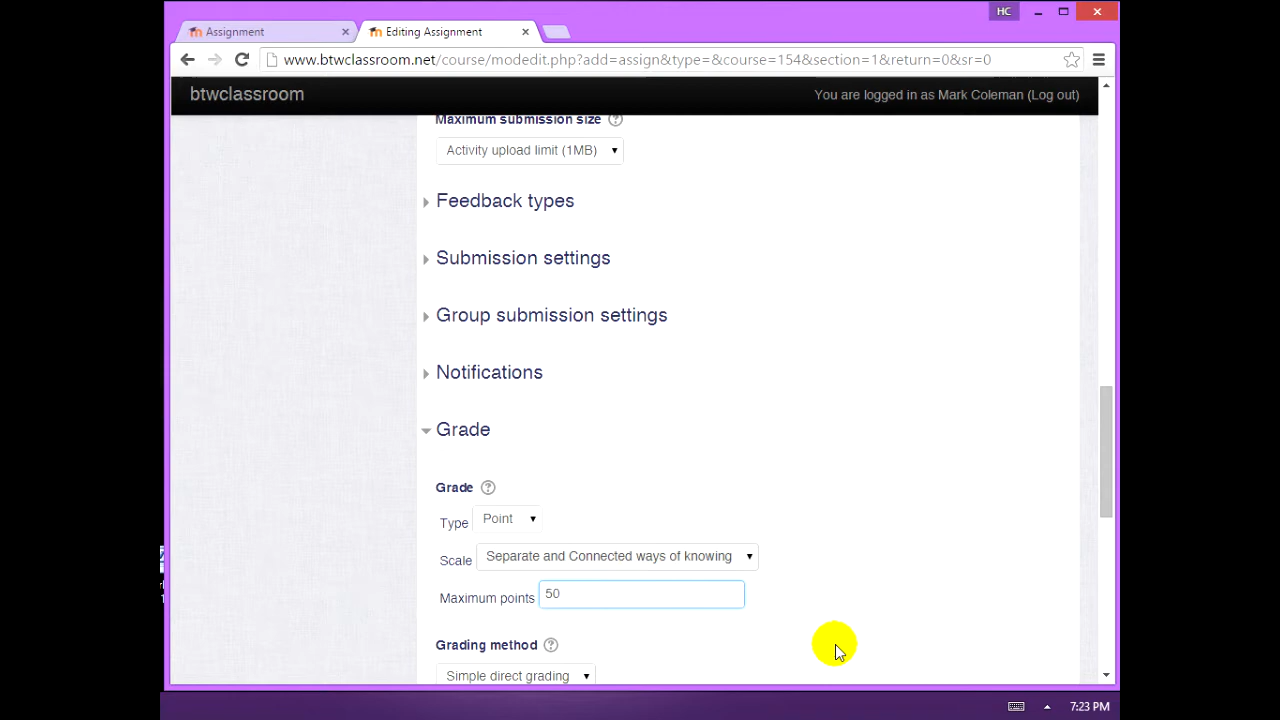 HC
Assignment
Editing Assignment
www.btwclassroom.net/course/modedit.php?add=assign&type=&course=154&section=1&return=0&sr=0
btwclassroom
You are logged in as Mark Coleman (Log out)
Maximum submission size
Activity upload limit (1MB)
Feedback types
Submission settings
Group submission settings
Notifications
Grade
Grade
Type Point
Scale Separate and Connected ways of knowing
Maximum points 50
Grading method
Simple direct grading
7:23 PM